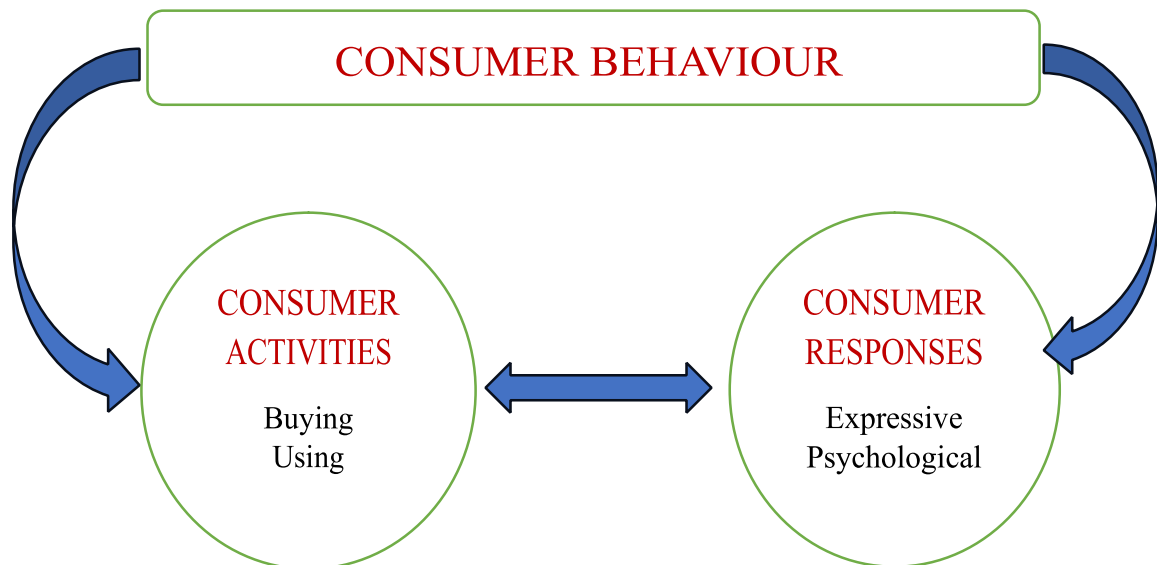 CONSUMER BEHAVIOUR
CONSUMER
ACTIVITIES
Buying
Using
CONSUMER
RESPONSES
Expressive
Psychological